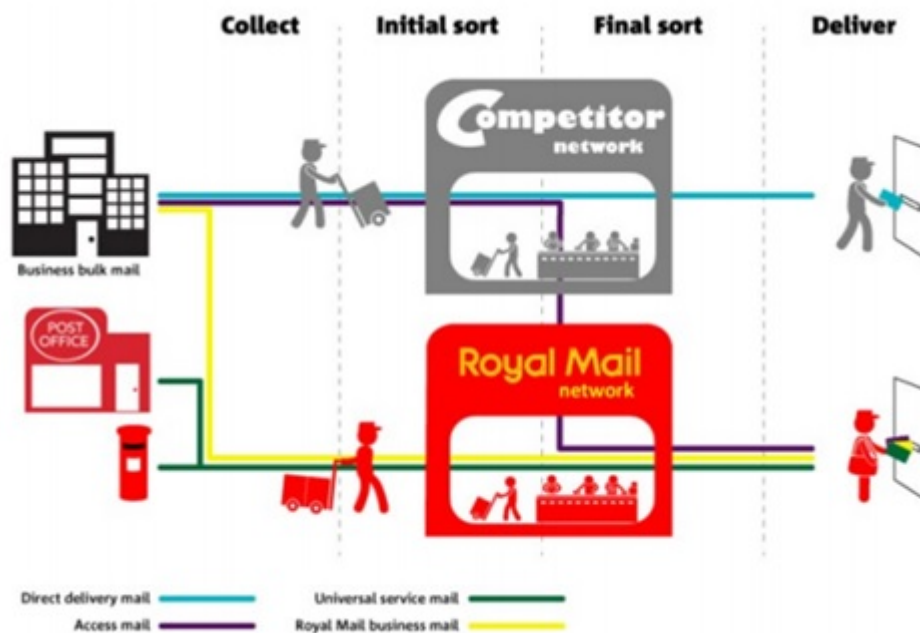 Collect Initial sort Final sort Deliver
Competitor
network
Business bulk mail
POST
OFFICE
Royal Mail
network
Direct delivery mail Universal service mail
Access mail Royal Mail business mail